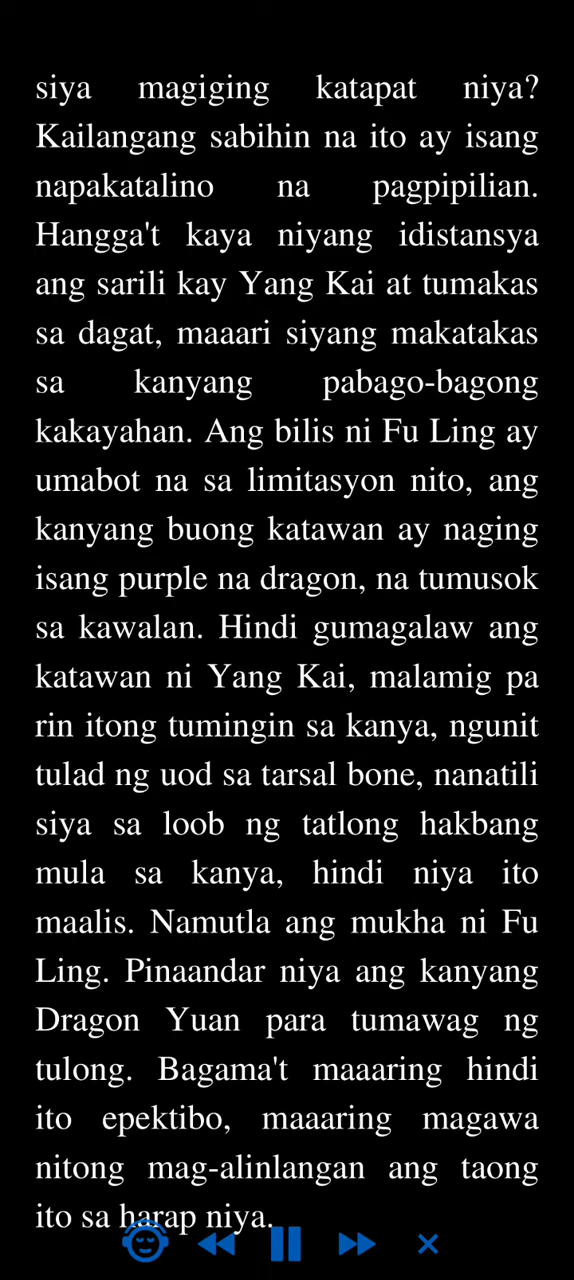 siya magiging katapat niya?
Kailangang sabihin na ito ay isang
napakatalino na pagpipilian.
Hangga't kaya niyang idistansya
ang sarili kay Yang Kai at tumakas
sa dagat, maaari siyang makatakas
sa kanyang pabago-bagong
kakayahan. Ang bilis ni Fu Ling ay
umabot na sa limitasyon nito, ang
kanyang buong katawan ay naging
isang purple na dragon, na tumusok
sa kawalan. Hindi gumagalaw ang
katawan ni Yang Kai, malamig pa
rin itong tumingin sa kanya, ngunit
tulad ng uod sa tarsal bone, nanatili
siya sa loob ng tatlong hakbang
mula sa kanya, hindi niya ito
maalis. Namutla ang mukha ni Fu
Ling. Pinaandar niya ang kanyang
Dragon Yuan para tumawag ng
tulong. Bagama't maaaring hindi
ito epektibo, maaaring magawa
nitong mag-alinlangan ang taong
ito sa harap niya.